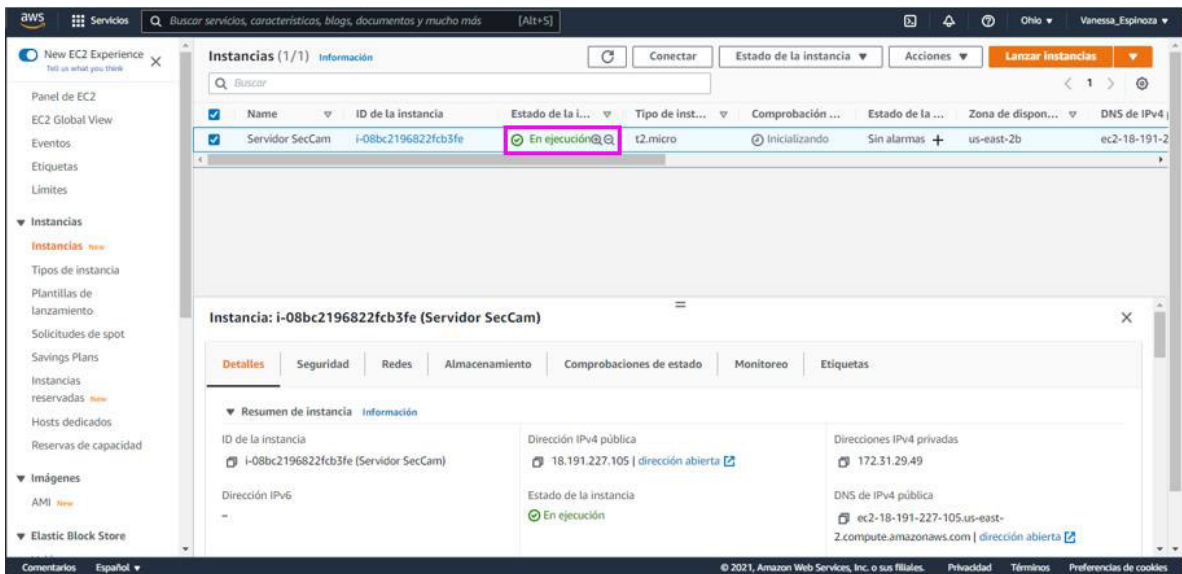 aws Servicios Buscar servicios, características, blogs, documentos y mucho más [Alt+S] Ohio Vanessa_Espinoza
New EC2 Experience
Tell us what you think
Panel de EC2
EC2 Global View
Eventos
Etiquetas
Límites
Instancias
Instancias New
Tipos de instancia
Plantillas de
lanzamiento
Solicitudes de spot
Savings Plans
Instancias
reservadas New
Hosts dedicados
Reservas de capacidad
Imágenes
AMI New
Elastic Block Store
Instancias (1/1) Información Conectar Estado de la instancia Acciones Lanzar instancias
Buscar
1
Name ID de la instancia Estado de la i... Tipo de inst... Comprobación ... Estado de la ... Zona de dispon... DNS de IPv4
Servidor SecCam i-08bc2196822fcb3fe En ejecución t2.micro Inicializando Sin alarmas us-east-2b ec2-18-191-2
Instancia: i-08bc2196822fcb3fe (Servidor SecCam)
Detalles Seguridad Redes Almacenamiento Comprobaciones de estado Monitoreo Etiquetas
Resumen de instancia Información
ID de la instancia Dirección IPv4 pública Direcciones IPv4 privadas
i-08bc2196822fcb3fe (Servidor SecCam) 18.191.227.105 | dirección abierta 172.31.29.49
Dirección IPv6 Estado de la instancia DNS de IPv4 pública
– En ejecución ec2-18-191-227-105.us-east-
2.compute.amazonaws.com | dirección abierta
Comentarios Español © 2021, Amazon Web Services, Inc. o sus filiales. Privacidad Términos Preferencias de cookies